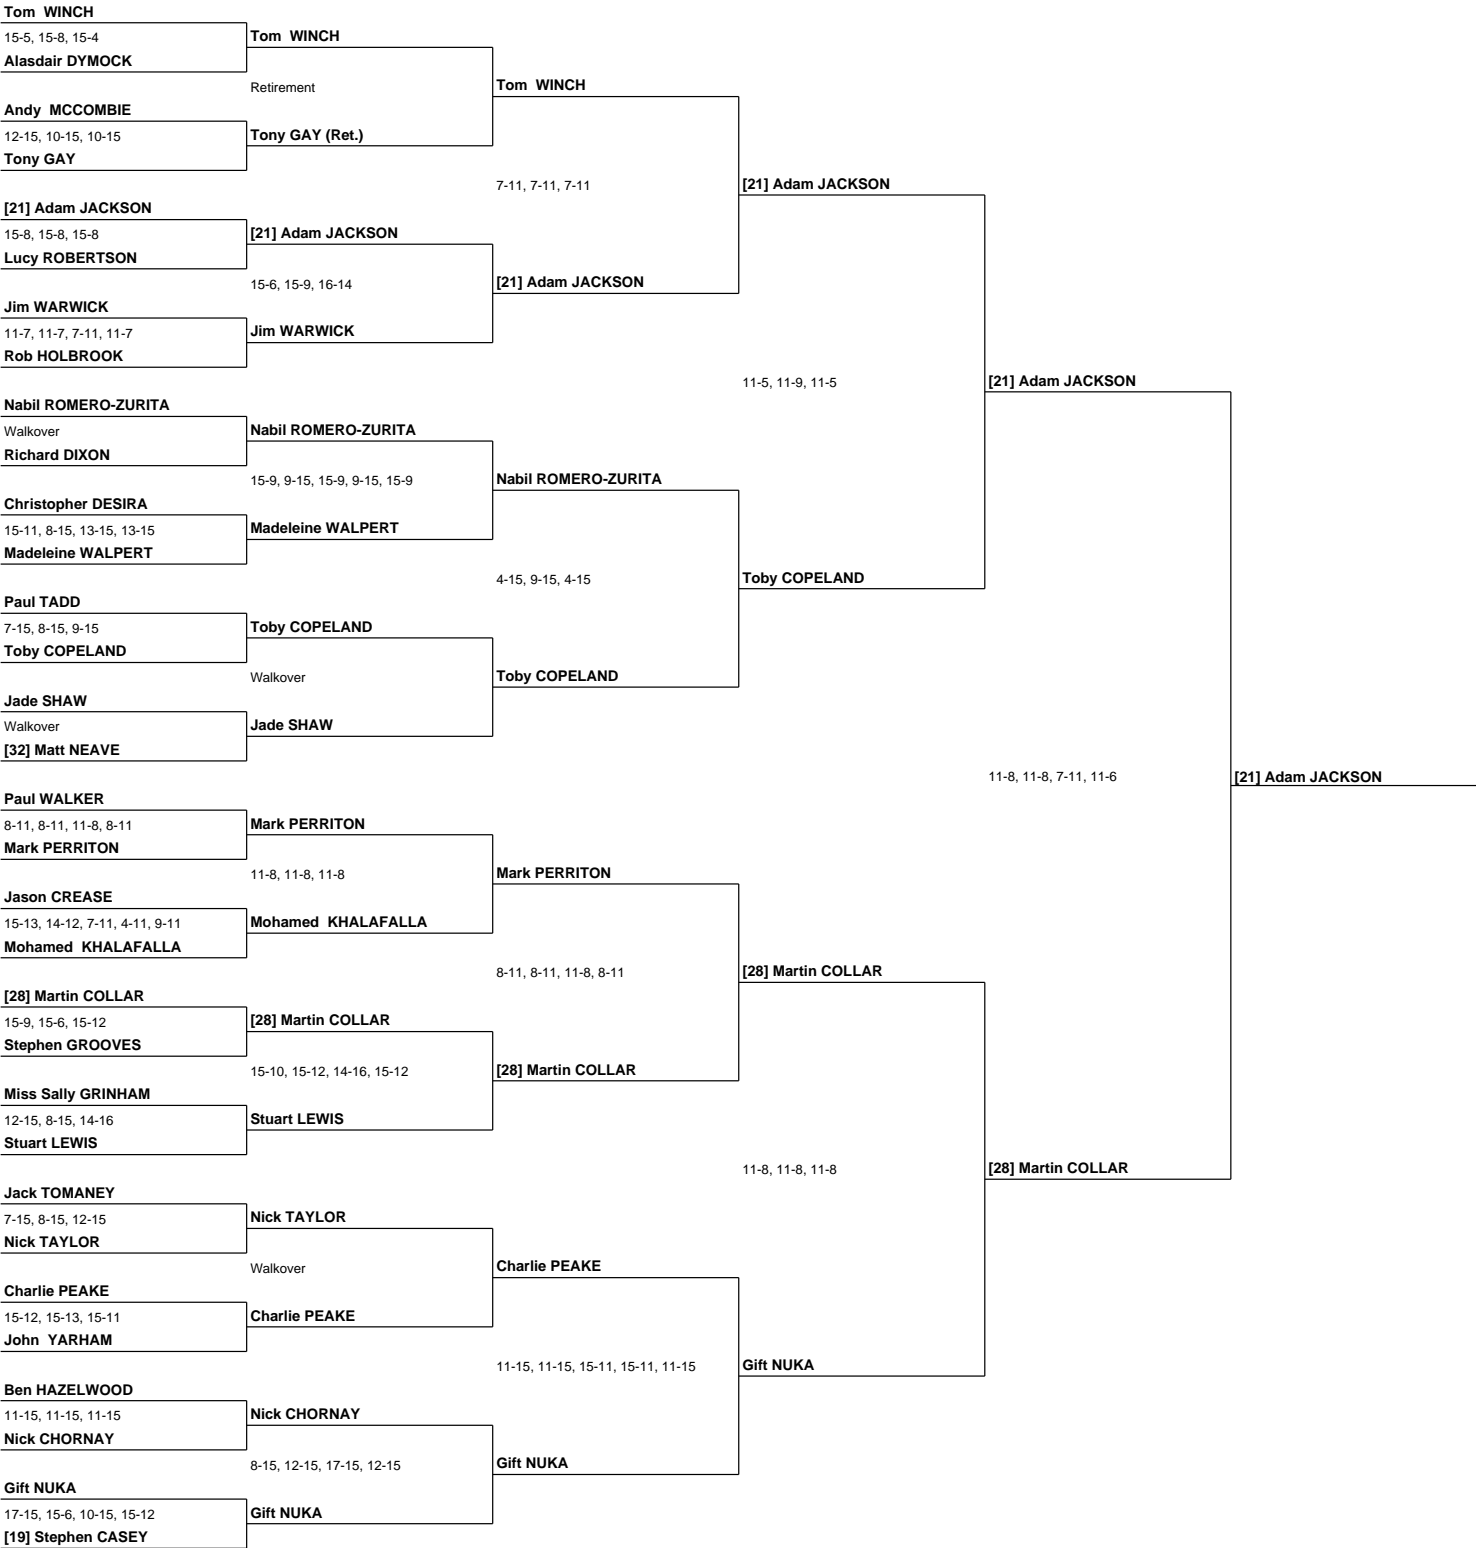 Tom  WINCH
15-5, 15-8, 15-4
Tom  WINCH
Alasdair DYMOCK
Retirement
Tom  WINCH
Andy  MCCOMBIE
12-15, 10-15, 10-15
Tony GAY (Ret.)
Tony GAY
7-11, 7-11, 7-11
[21] Adam JACKSON
[21] Adam JACKSON
15-8, 15-8, 15-8
[21] Adam JACKSON
Lucy ROBERTSON
15-6, 15-9, 16-14
[21] Adam JACKSON
Jim WARWICK
11-7, 11-7, 7-11, 11-7
Jim WARWICK
Rob HOLBROOK
11-5, 11-9, 11-5
[21] Adam JACKSON
Nabil ROMERO-ZURITA
Walkover
Nabil ROMERO-ZURITA
Richard DIXON
15-9, 9-15, 15-9, 9-15, 15-9
Nabil ROMERO-ZURITA
Christopher DESIRA
15-11, 8-15, 13-15, 13-15
Madeleine WALPERT
Madeleine WALPERT
4-15, 9-15, 4-15
Toby COPELAND
Paul TADD
7-15, 8-15, 9-15
Toby COPELAND
Toby COPELAND
Walkover
Toby COPELAND
Jade SHAW
Walkover
Jade SHAW
[32] Matt NEAVE
11-8, 11-8, 7-11, 11-6
[21] Adam JACKSON
Paul WALKER
8-11, 8-11, 11-8, 8-11
Mark PERRITON
Mark PERRITON
11-8, 11-8, 11-8
Mark PERRITON
Jason CREASE
15-13, 14-12, 7-11, 4-11, 9-11
Mohamed  KHALAFALLA
Mohamed  KHALAFALLA
8-11, 8-11, 11-8, 8-11
[28] Martin COLLAR
[28] Martin COLLAR
15-9, 15-6, 15-12
[28] Martin COLLAR
Stephen GROOVES
15-10, 15-12, 14-16, 15-12
[28] Martin COLLAR
Miss Sally GRINHAM
12-15, 8-15, 14-16
Stuart LEWIS
Stuart LEWIS
11-8, 11-8, 11-8
[28] Martin COLLAR
Jack TOMANEY
7-15, 8-15, 12-15
Nick TAYLOR
Nick TAYLOR
Walkover
Charlie PEAKE
Charlie PEAKE
15-12, 15-13, 15-11
Charlie PEAKE
John  YARHAM
11-15, 11-15, 15-11, 15-11, 11-15
Gift NUKA
Ben HAZELWOOD
11-15, 11-15, 11-15
Nick CHORNAY
Nick CHORNAY
8-15, 12-15, 17-15, 12-15
Gift NUKA
Gift NUKA
17-15, 15-6, 10-15, 15-12
Gift NUKA
[19] Stephen CASEY